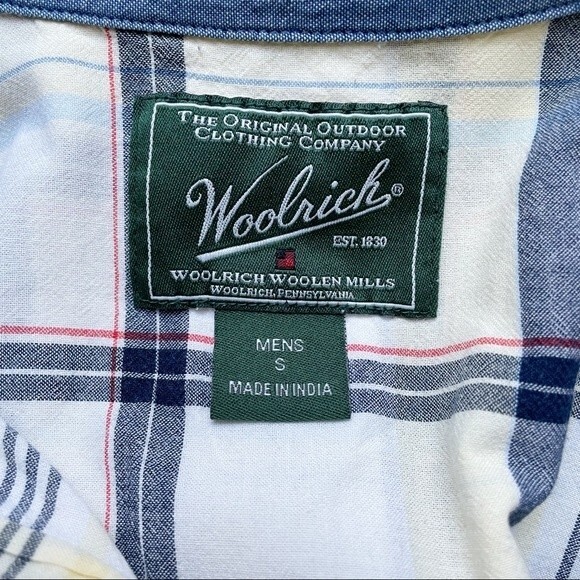 THE ORIGINAL OUTDOOR
CLOTHING COMPANY
Woolrich®
EST. 1830
WOOLRICH WOOLEN MILLS
WOOLRICH, PENNSYLVANIA
MENS
S
MADE IN INDIA